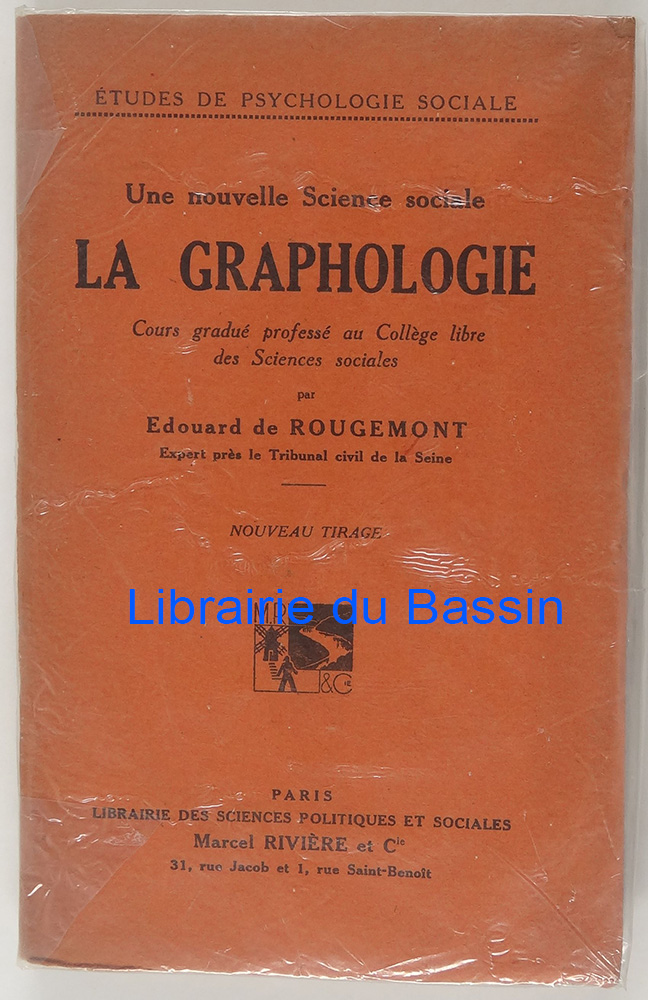 ÉTUDES DE PSYCHOLOGIE SOCIALE
Une nouvelle Science sociale
LA GRAPHOLOGIE
Cours gradué professé au Collège libre
des Sciences sociales
par
Edouard de ROUGEMONT
Expert près le Tribunal civil de la Seine
NOUVEAU TIRAGE
Librairie du Bassin
M.R
&Cie
PARIS
LIBRAIRIE DES SCIENCES POLITIQUES ET SOCIALES
Marcel RIVIÈRE et Cie
31, rue Jacob et 1, rue Saint-Benoît